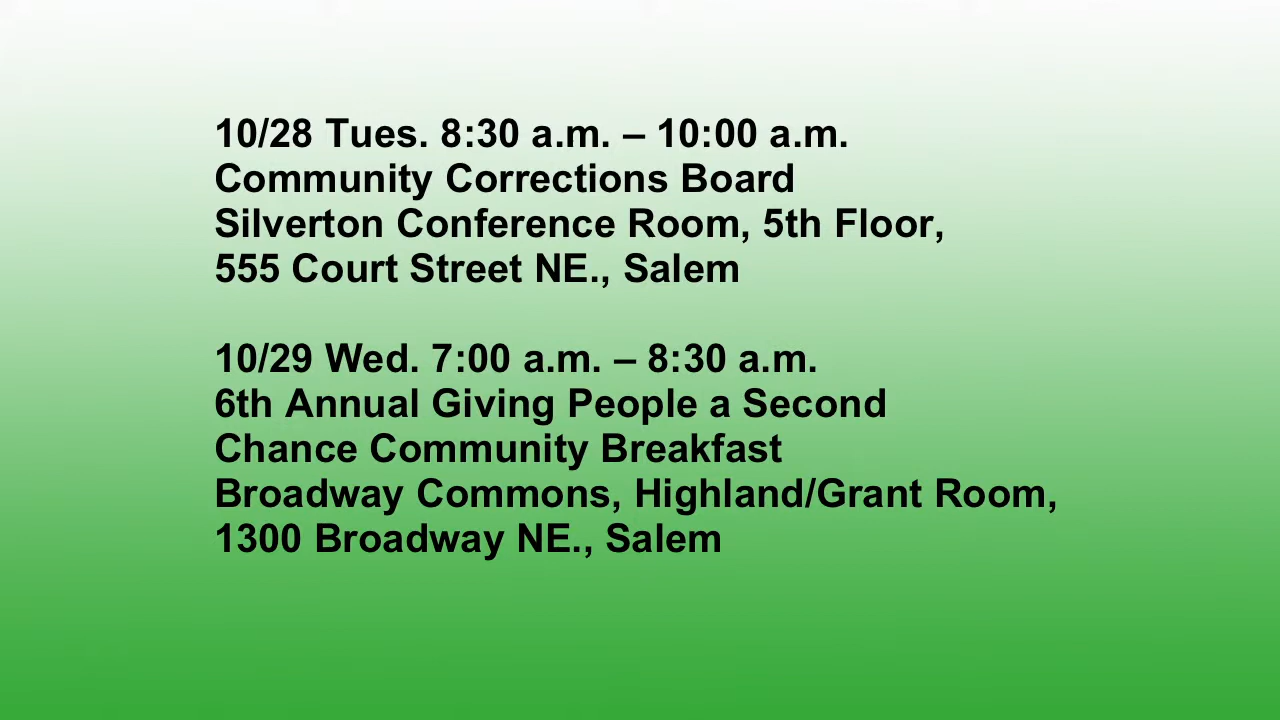 10/28 Tues. 8:30 a.m. – 10:00 a.m.
Community Corrections Board
Silverton Conference Room, 5th Floor,
555 Court Street NE., Salem
10/29 Wed. 7:00 a.m. – 8:30 a.m.
6th Annual Giving People a Second
Chance Community Breakfast
Broadway Commons, Highland/Grant Room,
1300 Broadway NE., Salem